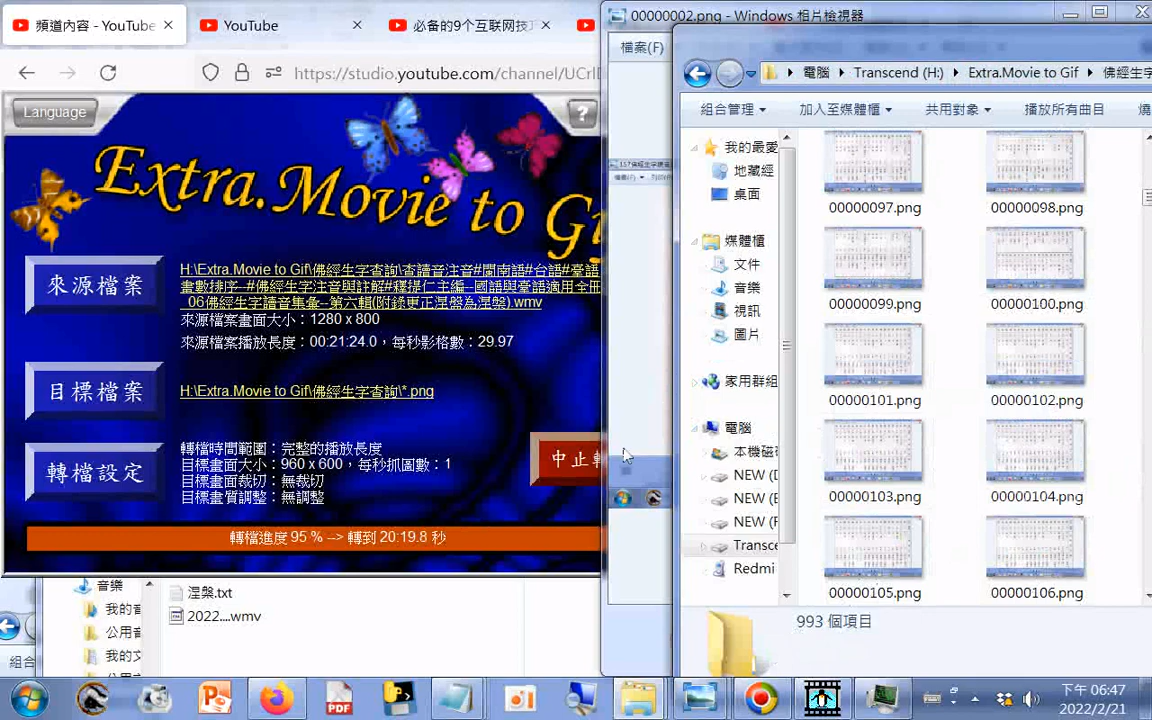 頻道內容 - YouTube
YouTube
必备的9个互联网技
https://studio.youtube.com/channel/UCrl
Language
?
Extra.Movie to Gi
來源檔案
H:\Extra.Movie to Gif\佛經生字查詢\查讀音注音#閩南語#台語#臺語
畫數排序--#佛經生字注音與註解#釋提仁主編--國語與臺語適用全冊
_06佛經生字讀音集彙--第六輯(附錄更正涅盤為涅槃).wmv
來源檔案畫面大小：1280 x 800
來源檔案播放長度：00:21:24.0，每秒影格數：29.97
目標檔案
H:\Extra.Movie to Gif\佛經生字查詢\*.png
轉檔設定
轉檔時間範圍：完整的播放長度
目標畫面大小：960 x 600，每秒抓圖數：1
目標畫面裁切：無裁切
目標畫質調整：無調整
中止轉
轉檔進度 95 % --> 轉到 20:19.8 秒
音樂
我的音
公用音
我的文
組合
涅槃.txt
2022....wmv
00000002.png - Windows 相片檢視器
檔案(F)
電腦
Transcend (H:)
Extra.Movie to Gif
佛經生字
組合管理
加入至媒體櫃
共用對象
播放所有曲目
燒
我的最愛
地藏經
桌面
媒體櫃
文件
音樂
視訊
圖片
家用群組
電腦
本機磁
NEW (D
NEW (E
NEW (F
Transce
Redmi
00000097.png
00000098.png
00000099.png
00000100.png
00000101.png
00000102.png
00000103.png
00000104.png
00000105.png
00000106.png
993 個項目
下午 06:47
2022/2/21